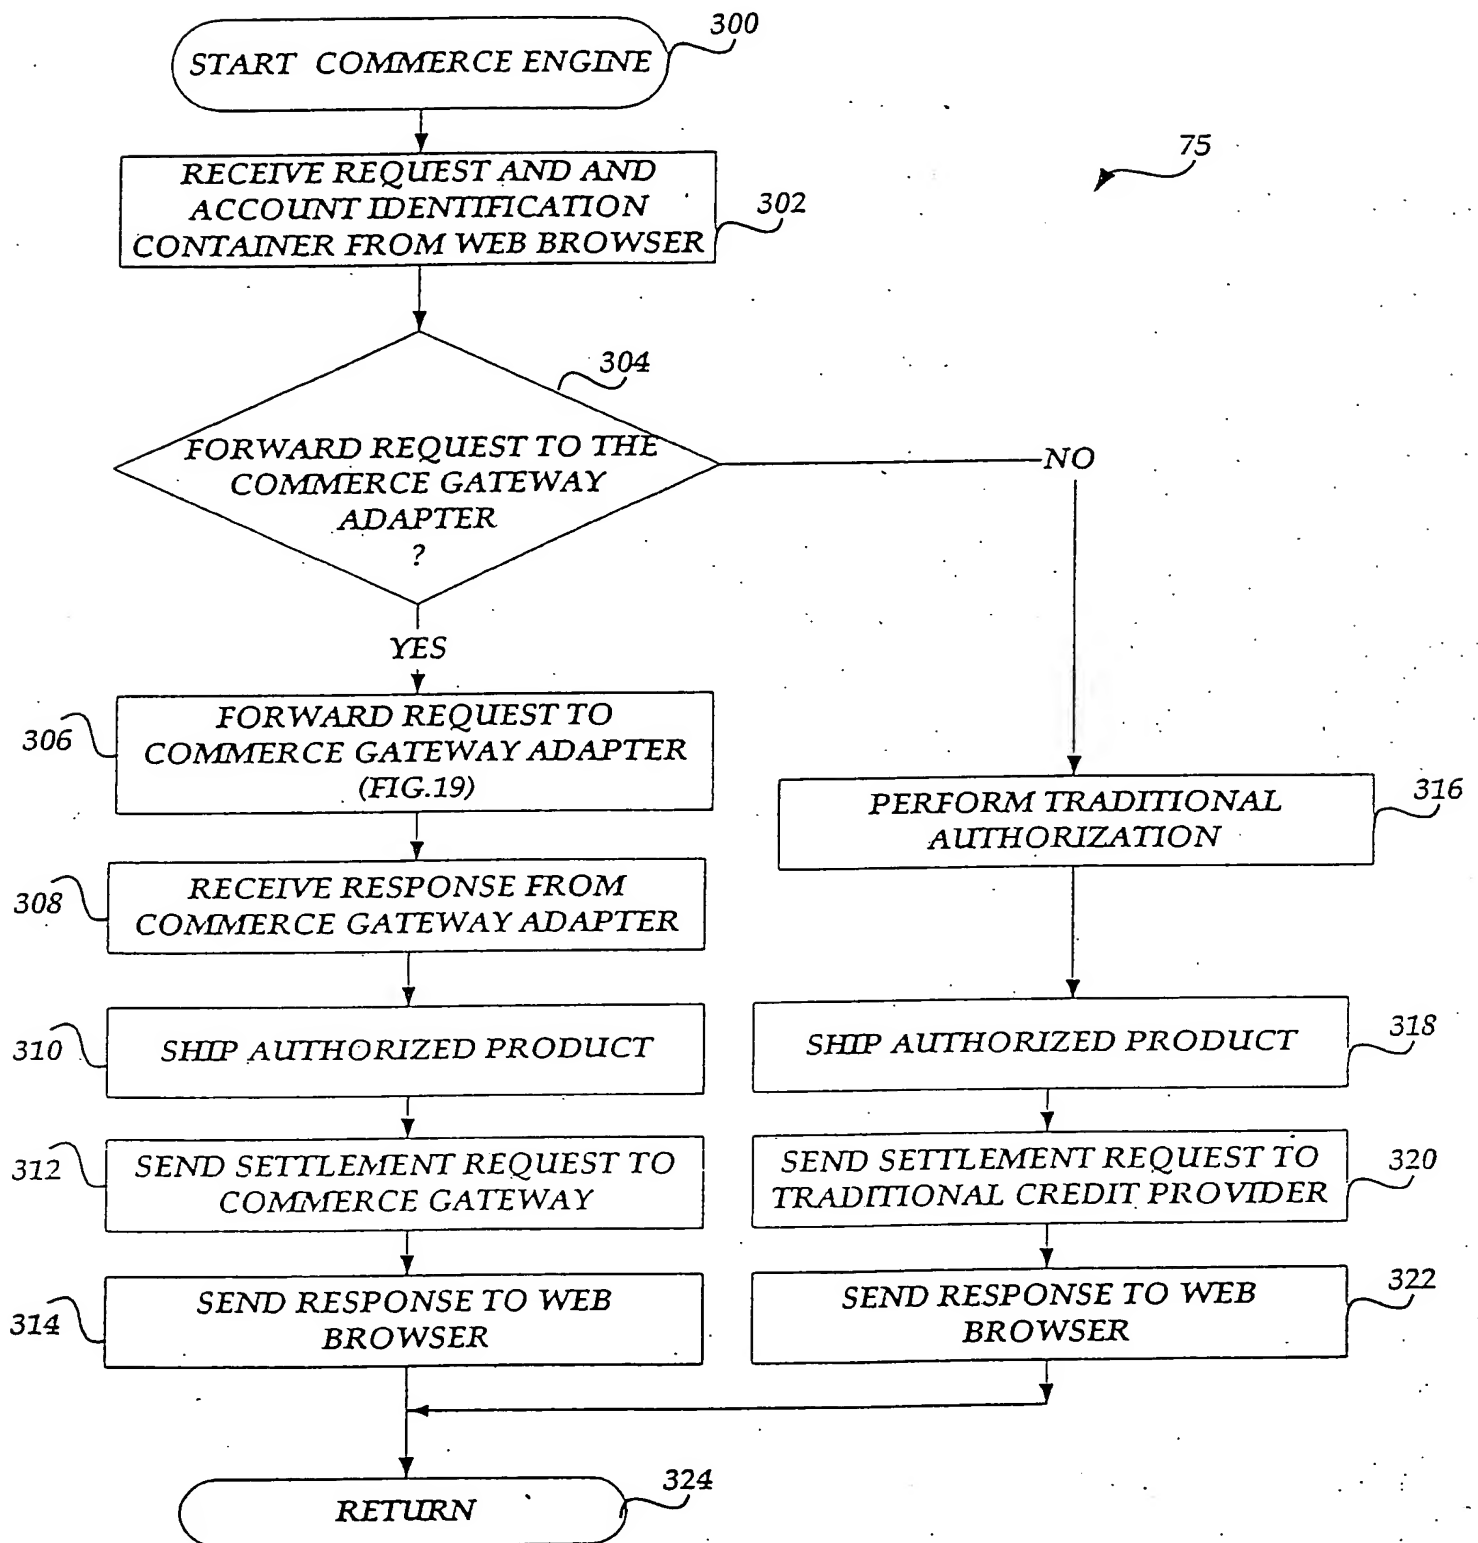 300
START COMMERCE ENGINE
75
RECEIVE REQUEST AND AND
ACCOUNT IDENTIFICATION
CONTAINER FROM WEB BROWSER
302
304
FORWARD REQUEST TO THE
COMMERCE GATEWAY
ADAPTER
?
NO
YES
306
FORWARD REQUEST TO
COMMERCE GATEWAY ADAPTER
(FIG.19)
PERFORM TRADITIONAL
AUTHORIZATION
316
308
RECEIVE RESPONSE FROM
COMMERCE GATEWAY ADAPTER
310
SHIP AUTHORIZED PRODUCT
SHIP AUTHORIZED PRODUCT
318
312
SEND SETTLEMENT REQUEST TO
COMMERCE GATEWAY
SEND SETTLEMENT REQUEST TO
TRADITIONAL CREDIT PROVIDER
320
314
SEND RESPONSE TO WEB
BROWSER
SEND RESPONSE TO WEB
BROWSER
322
324
RETURN